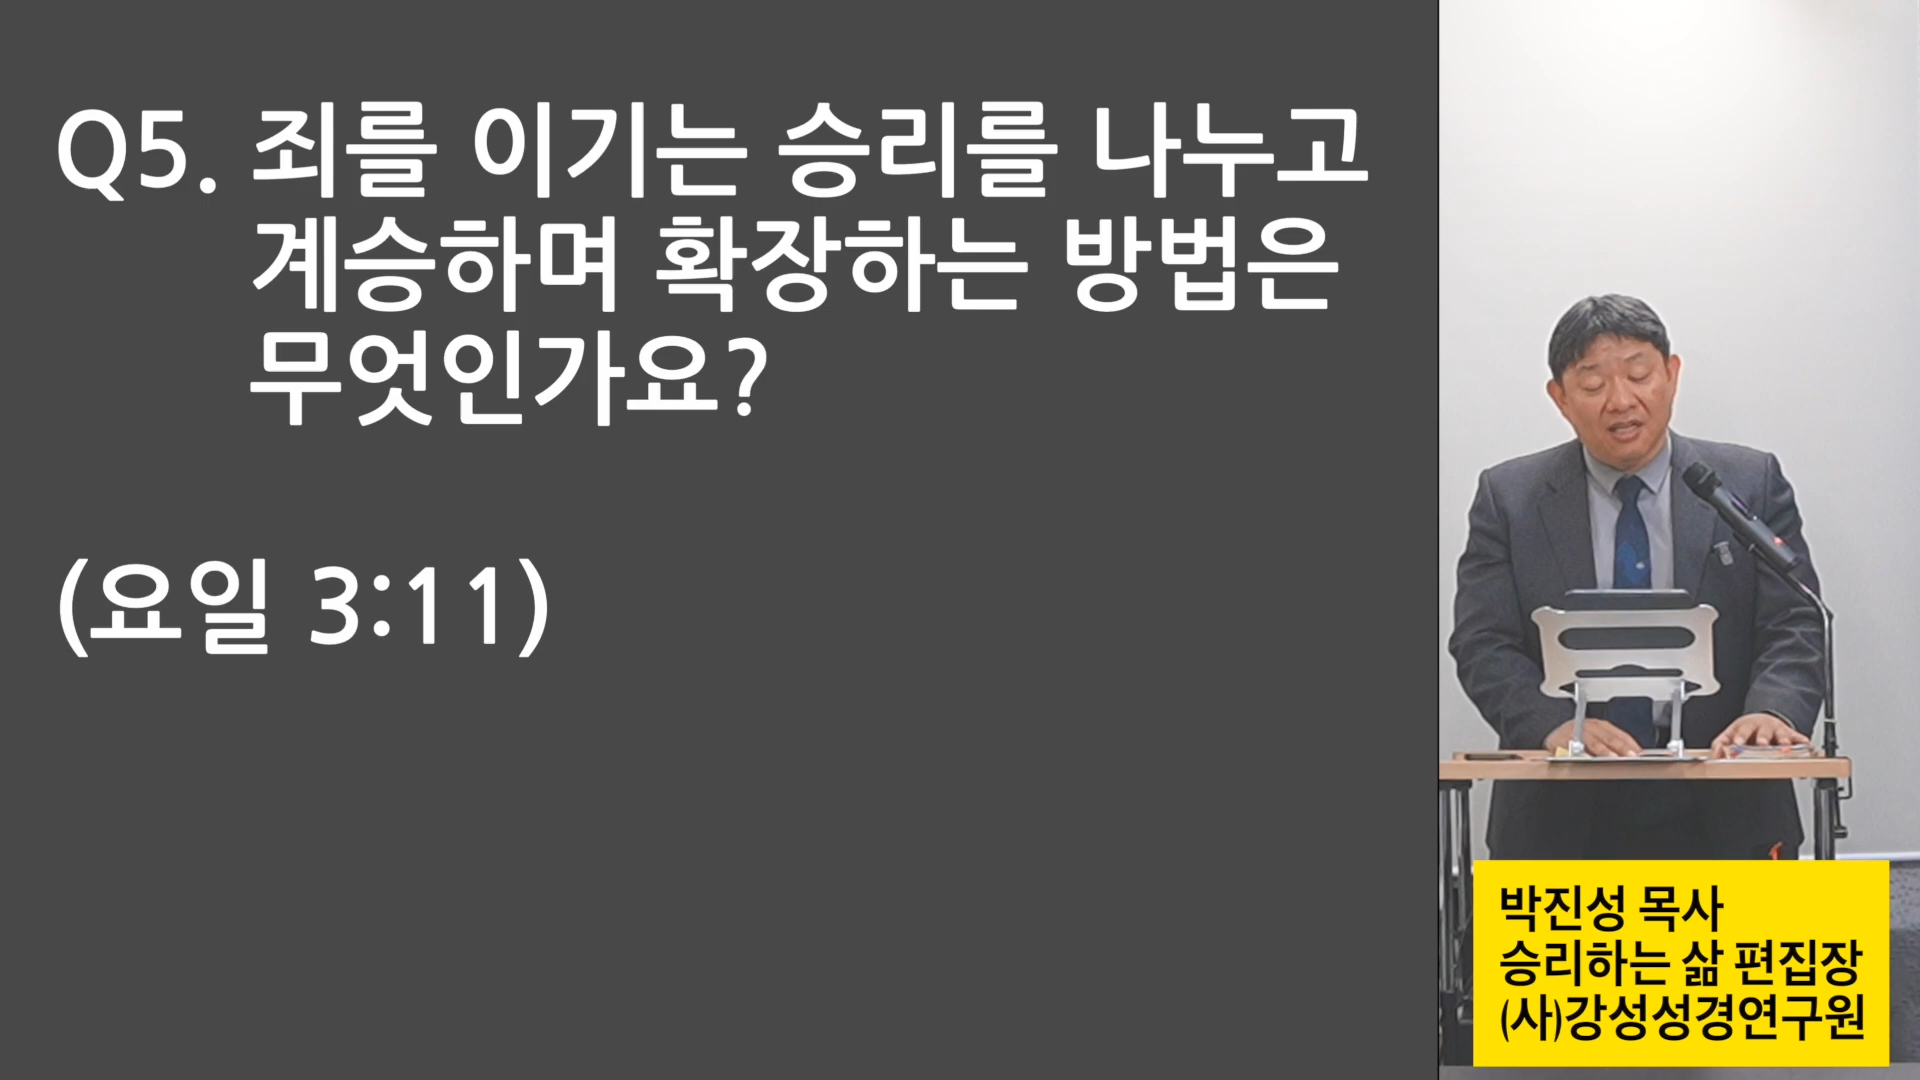 Q5. 죄를 이기는 승리를 나누고
계승하며 확장하는 방법은
무엇인가요?
(요일 3:11)
박진성 목사
승리하는 삶 편집장
(사)강성성경연구원